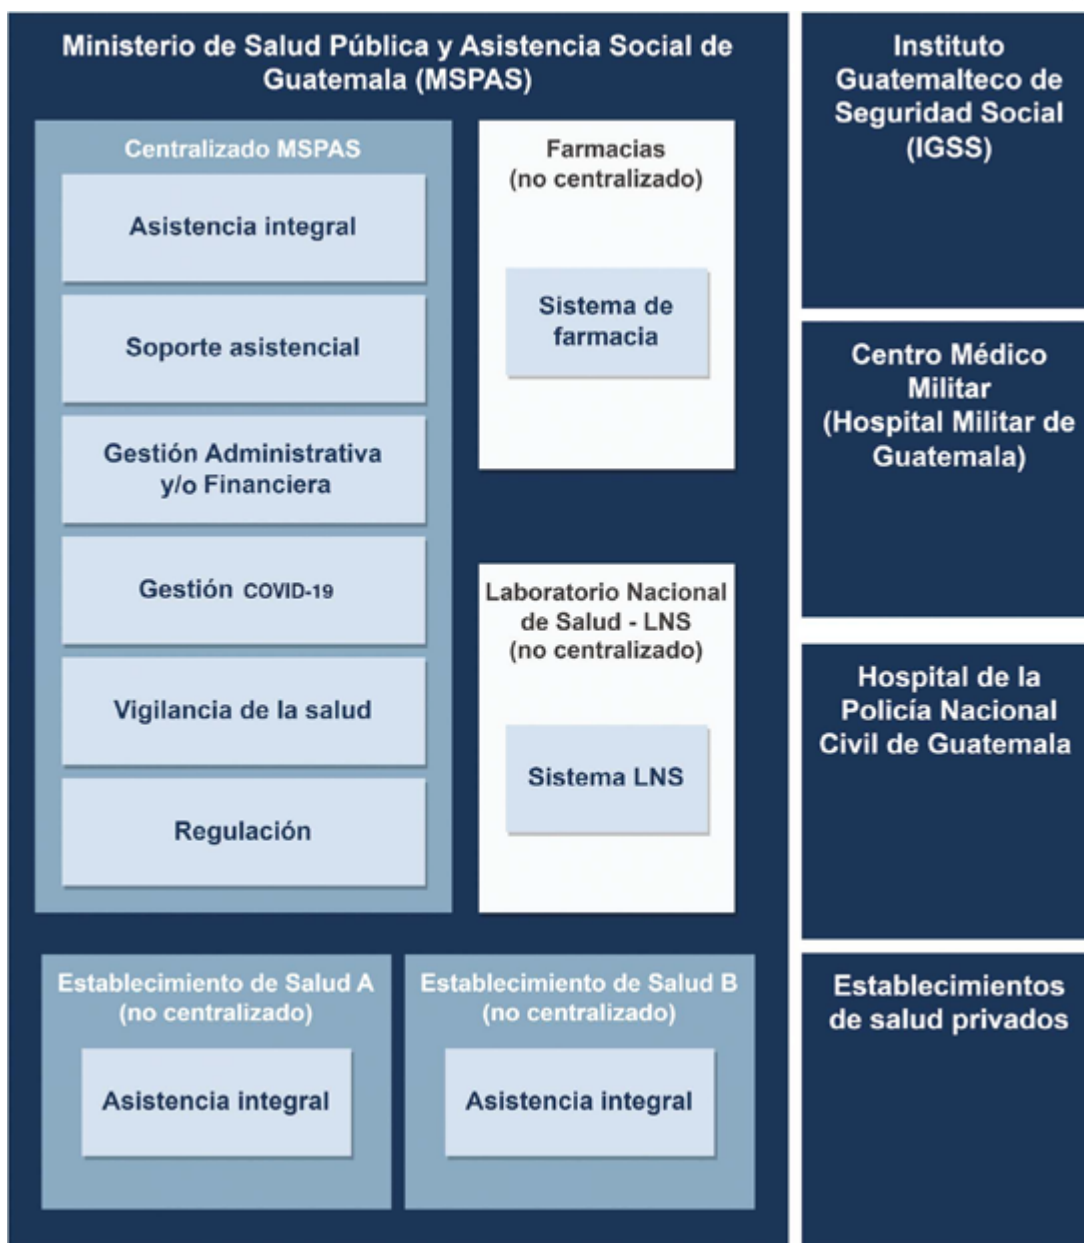 Ministerio de Salud Pública y Asistencia Social de
Guatemala (MSPAS)
Centralizado MSPAS
Asistencia integral
Soporte asistencial
Gestión Administrativa
y/o Financiera
Gestión COVID-19
Vigilancia de la salud
Regulación
Farmacias
(no centralizado)
Sistema de
farmacia
Laboratorio Nacional
de Salud - LNS
(no centralizado)
Sistema LNS
Establecimiento de Salud A
(no centralizado)
Asistencia integral
Establecimiento de Salud B
(no centralizado)
Asistencia integral
Instituto
Guatemalteco de
Seguridad Social
(IGSS)
Centro Médico
Militar
(Hospital Militar de
Guatemala)
Hospital de la
Policía Nacional
Civil de Guatemala
Establecimientos
de salud privados